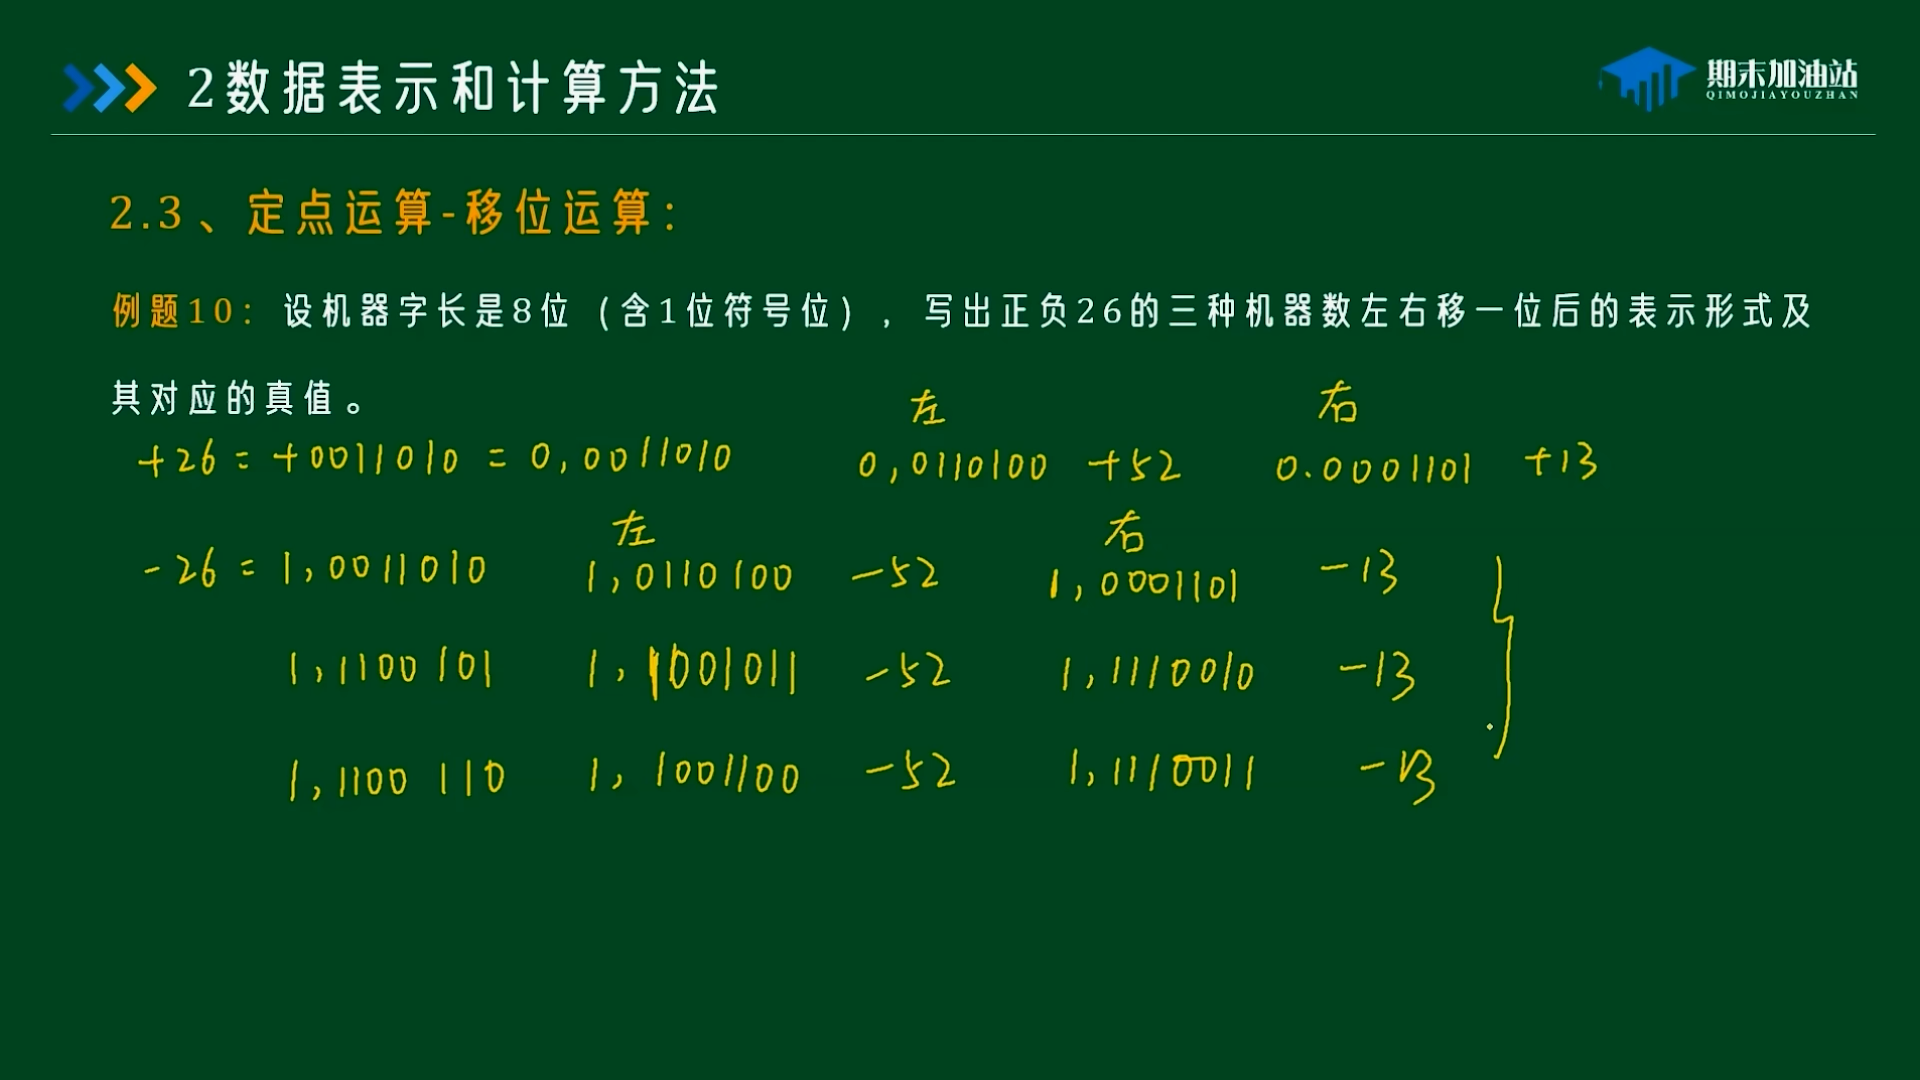 2数据表示和计算方法
期末加油站
QIMOJIAYOUZHAN
2.3、定点运算-移位运算:
例题10: 设机器字长是8位（含1位符号位），写出正负26的三种机器数左右移一位后的表示形式及
其对应的真值。
左 右
+26 = +0011010 = 0,0011010 0,0110100 +52 0.0001101 +13
左 右
-26 = 1,0011010 1,0110100 -52 1,0001101 -13
1,1100101 1,1001011 -52 1,1110010 -13
1,1100110 1,1001100 -52 1,1110011 -13